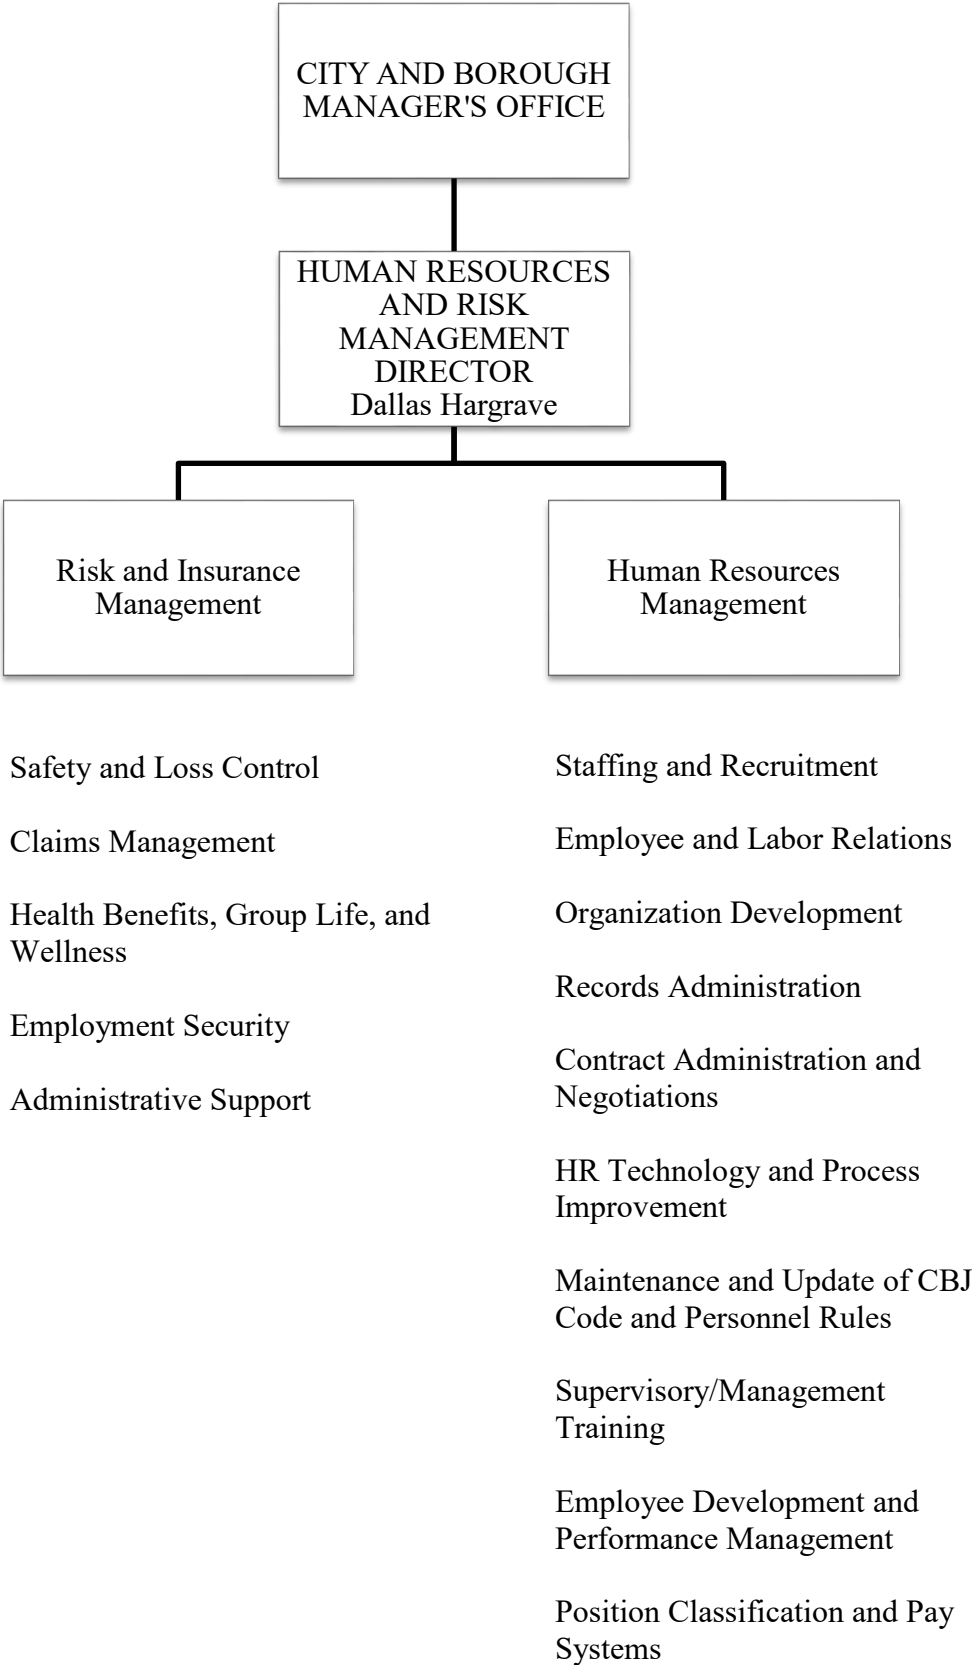 CITY AND BOROUGH
MANAGER'S OFFICE
HUMAN RESOURCES
AND RISK
MANAGEMENT
DIRECTOR
Dallas Hargrave
Risk and Insurance
Management
Human Resources
Management
Safety and Loss Control
Claims Management
Health Benefits, Group Life, and
Wellness
Employment Security
Administrative Support
Staffing and Recruitment
Employee and Labor Relations
Organization Development
Records Administration
Contract Administration and
Negotiations
HR Technology and Process
Improvement
Maintenance and Update of CBJ
Code and Personnel Rules
Supervisory/Management
Training
Employee Development and
Performance Management
Position Classification and Pay
Systems